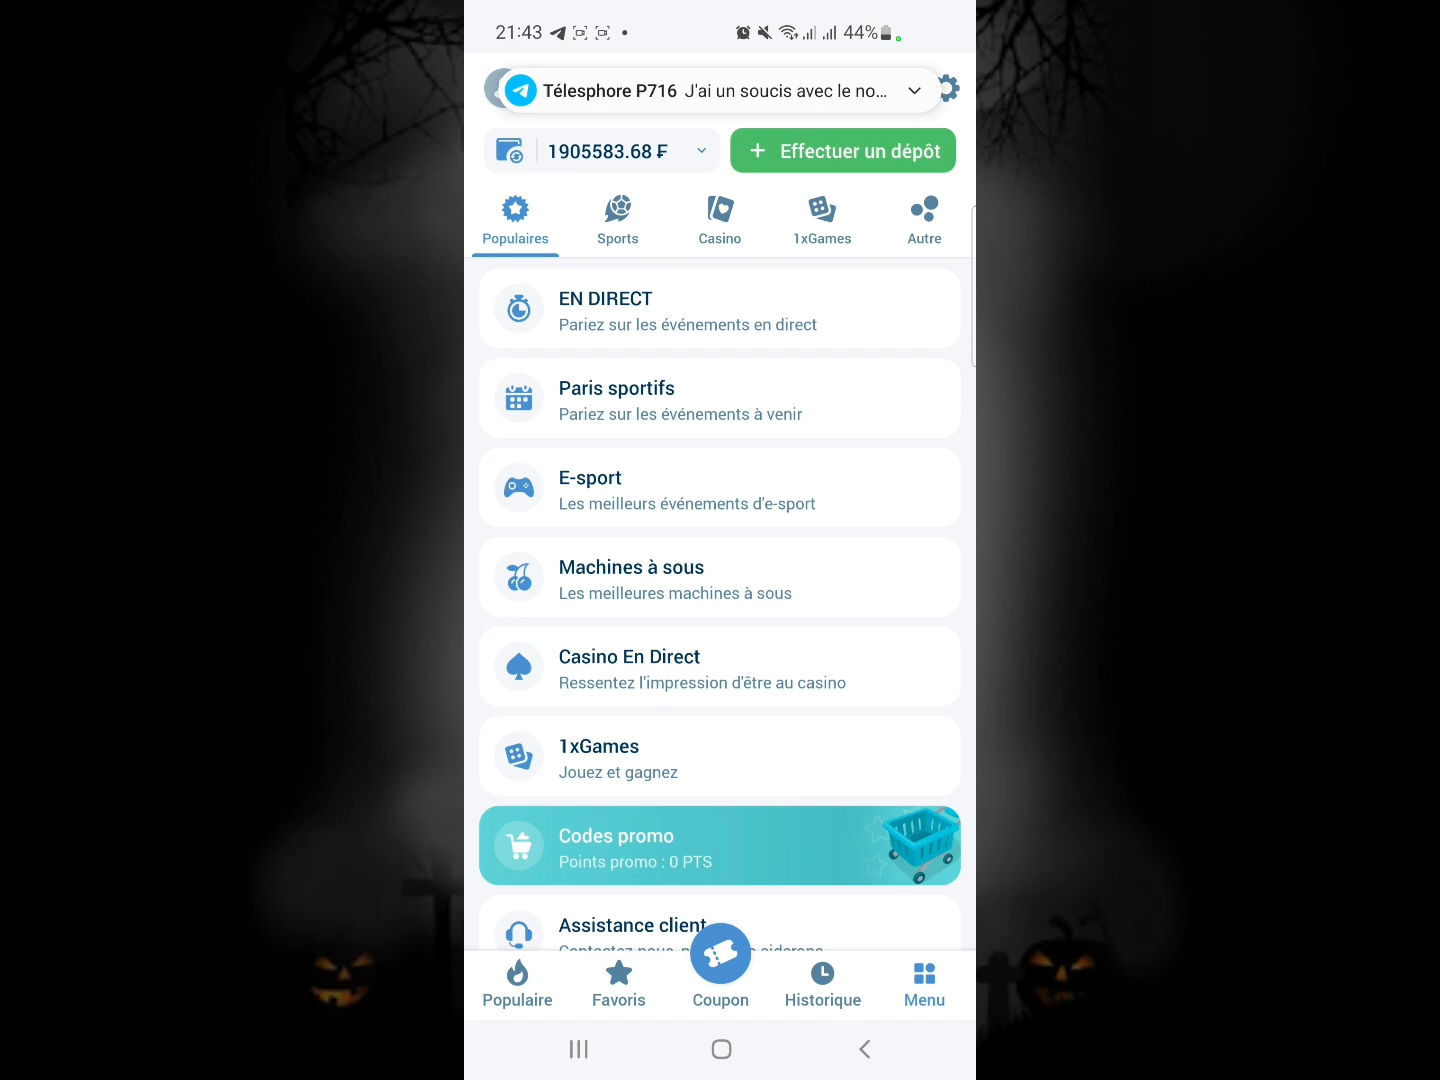 21:43 44%
Télesphore P716 J'ai un soucis avec le no...
1905583.68 ₣
+ Effectuer un dépôt
Populaires Sports Casino 1xGames Autre
EN DIRECT
Pariez sur les événements en direct
Paris sportifs
Pariez sur les événements à venir
E-sport
Les meilleurs événements d'e-sport
Machines à sous
Les meilleures machines à sous
Casino En Direct
Ressentez l'impression d'être au casino
1xGames
Jouez et gagnez
Codes promo
Points promo : 0 PTS
Assistance client
Populaire Favoris Coupon Historique Menu